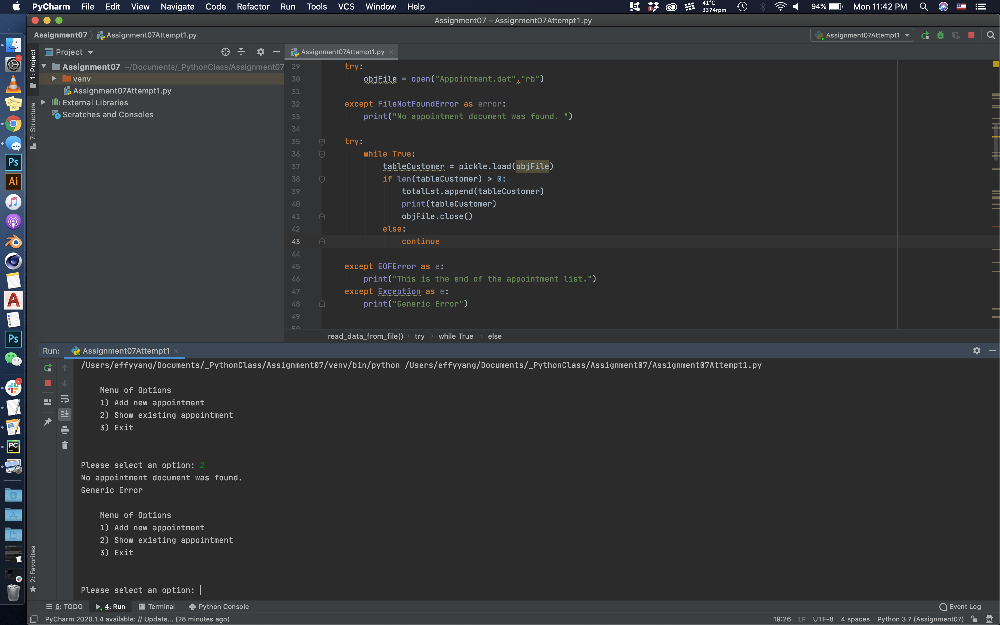 PyCharm File Edit View Navigate Code Refactor Run Tools VCS Window Help 1 41°C 3374rpm 94% Mon 11:42 PM
Assignment07 – Assignment07Attempt1.py
Assignment07 Assignment07Attempt1.py Assignment07Attempt1
Project Assignment07Attempt1.py
1: Project
7: Structure
2: Favorites
Assignment07 ~/Documents/_PythonClass/Assignment07
venv
Assignment07Attempt1.py
External Libraries
Scratches and Consoles
29 try:
30 objFile = open("Appointment.dat","rb")
31
32 except FileNotFoundError as error:
33 print("No appointment document was found. ")
34
35 try:
36 while True:
37 tableCustomer = pickle.load(objFile)
38 if len(tableCustomer) > 0:
39 totalLst.append(tableCustomer)
40 print(tableCustomer)
41 objFile.close()
42 else:
43 continue
44
45 except EOFError as e:
46 print("This is the end of the appointment list.")
47 except Exception as e:
48 print("Generic Error")
49
50
read_data_from_file() try while True else
Run: Assignment07Attempt1
/Users/effyyang/Documents/_PythonClass/Assignment07/venv/bin/python /Users/effyyang/Documents/_PythonClass/Assignment07/Assignment07Attempt1.py
Menu of Options
1) Add new appointment
2) Show existing appointment
3) Exit
Please select an option: 2
No appointment document was found.
Generic Error
Menu of Options
1) Add new appointment
2) Show existing appointment
3) Exit
Please select an option:
6: TODO 4: Run Terminal Python Console Event Log
PyCharm 2020.1.4 available: // Update... (28 minutes ago) 19:26 LF UTF-8 4 spaces Python 3.7 (Assignment07)
1
Ps
Ai
Ps
PC